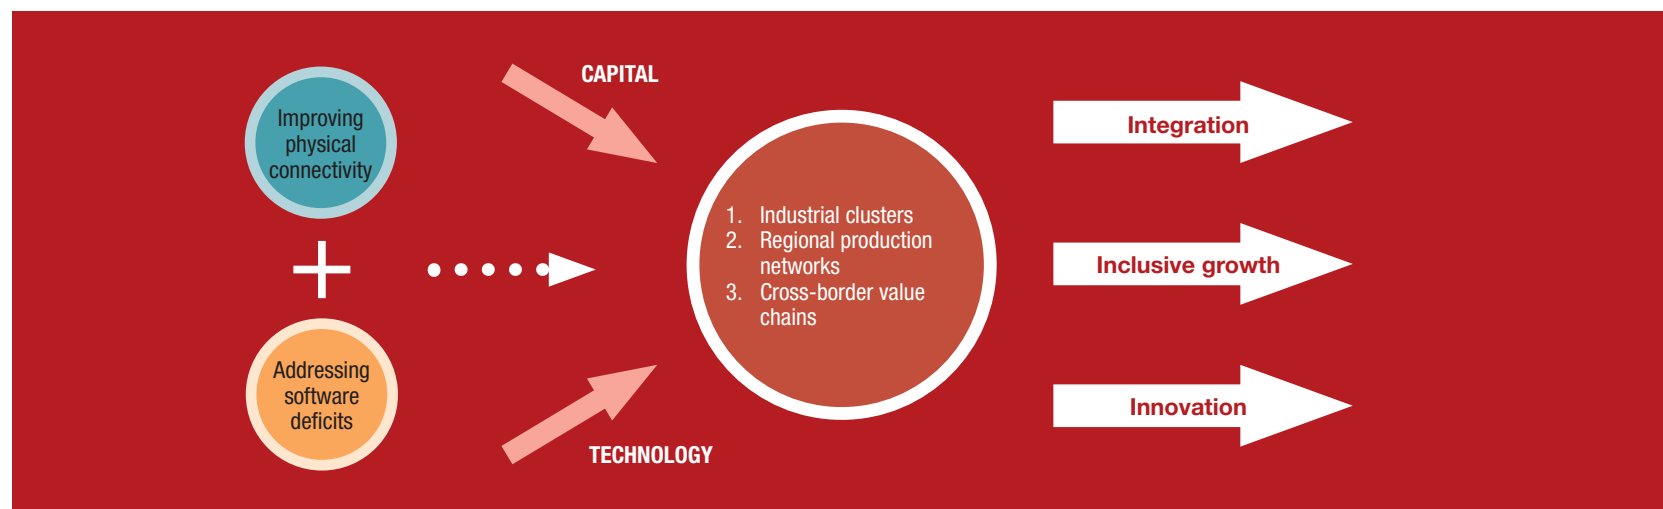 Improving
physical
connectivity
Addressing
software
deficits
CAPITAL
TECHNOLOGY
1. Industrial clusters
2. Regional production
networks
3. Cross-border value
chains
Integration
Inclusive growth
Innovation